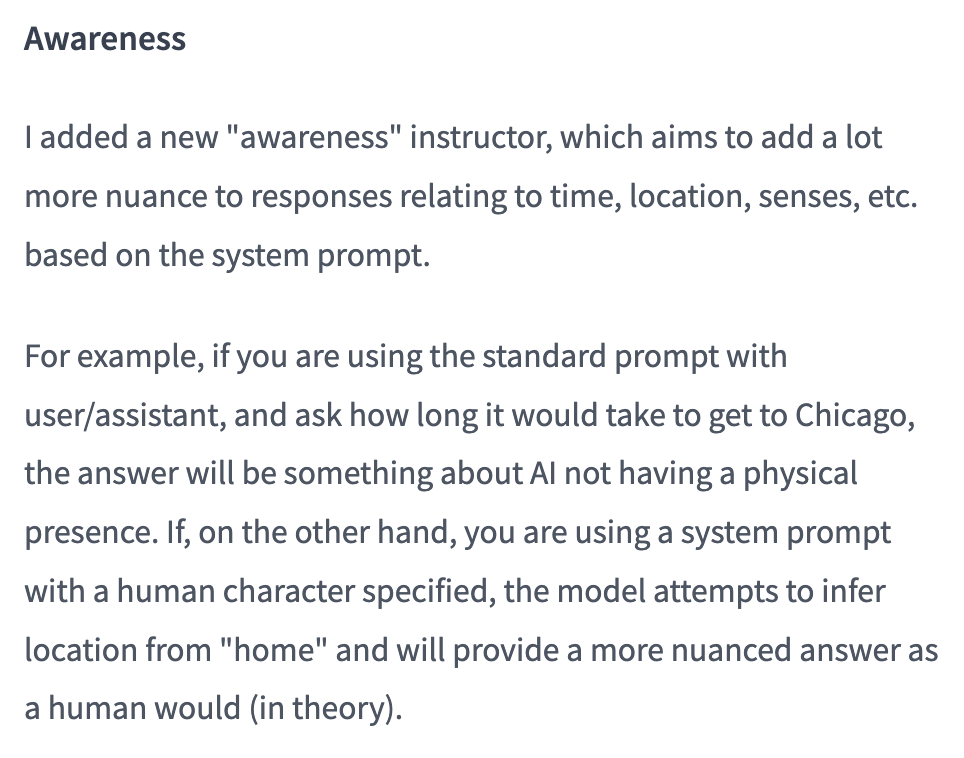 Awareness
I added a new "awareness" instructor, which aims to add a lot
more nuance to responses relating to time, location, senses, etc.
based on the system prompt.
For example, if you are using the standard prompt with
user/assistant, and ask how long it would take to get to Chicago,
the answer will be something about AI not having a physical
presence. If, on the other hand, you are using a system prompt
with a human character specified, the model attempts to infer
location from "home" and will provide a more nuanced answer as
a human would (in theory).